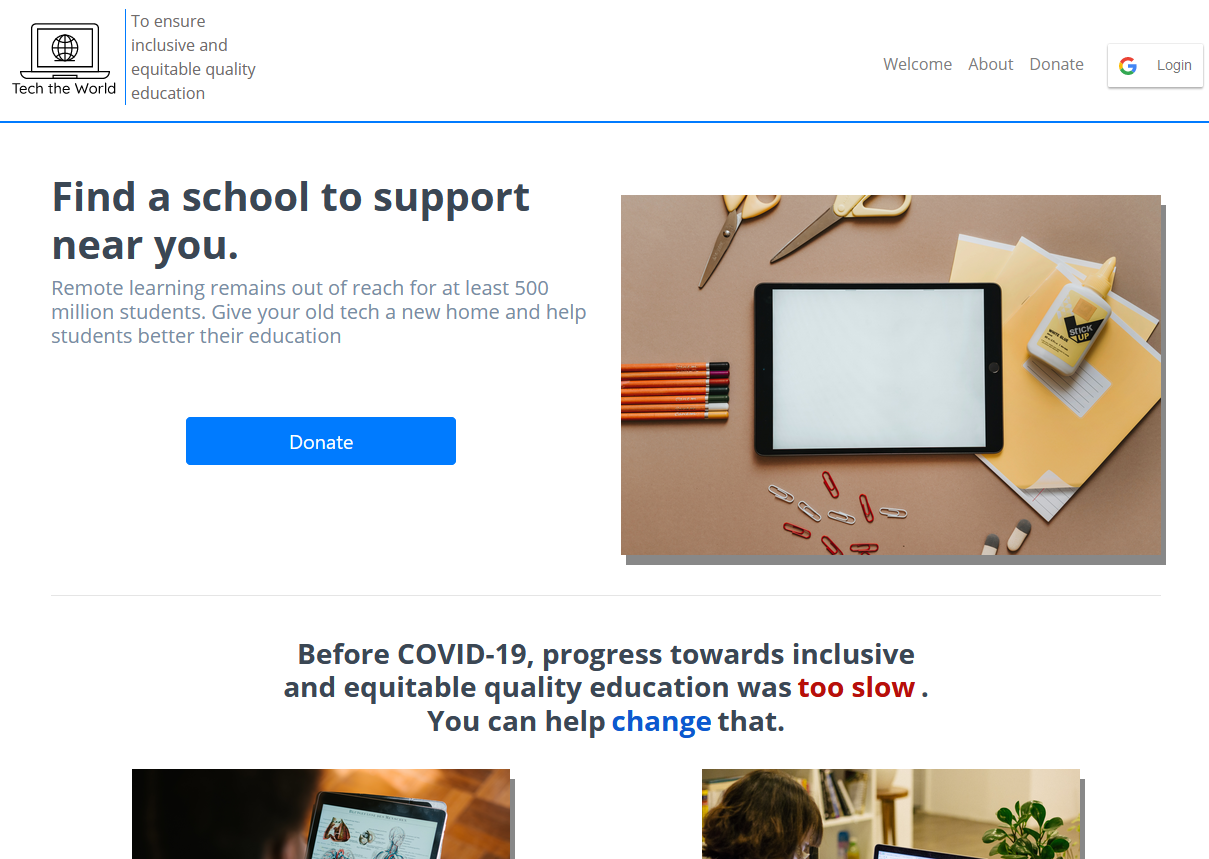 Tech the World
To ensure
inclusive and
equitable quality
education
Welcome About Donate
Login
Find a school to support
near you.
Remote learning remains out of reach for at least 500
million students. Give your old tech a new home and help
students better their education
Donate
STICK
UP
WHITE GLUE
Before COVID-19, progress towards inclusive
and equitable quality education was too slow .
You can help change that.